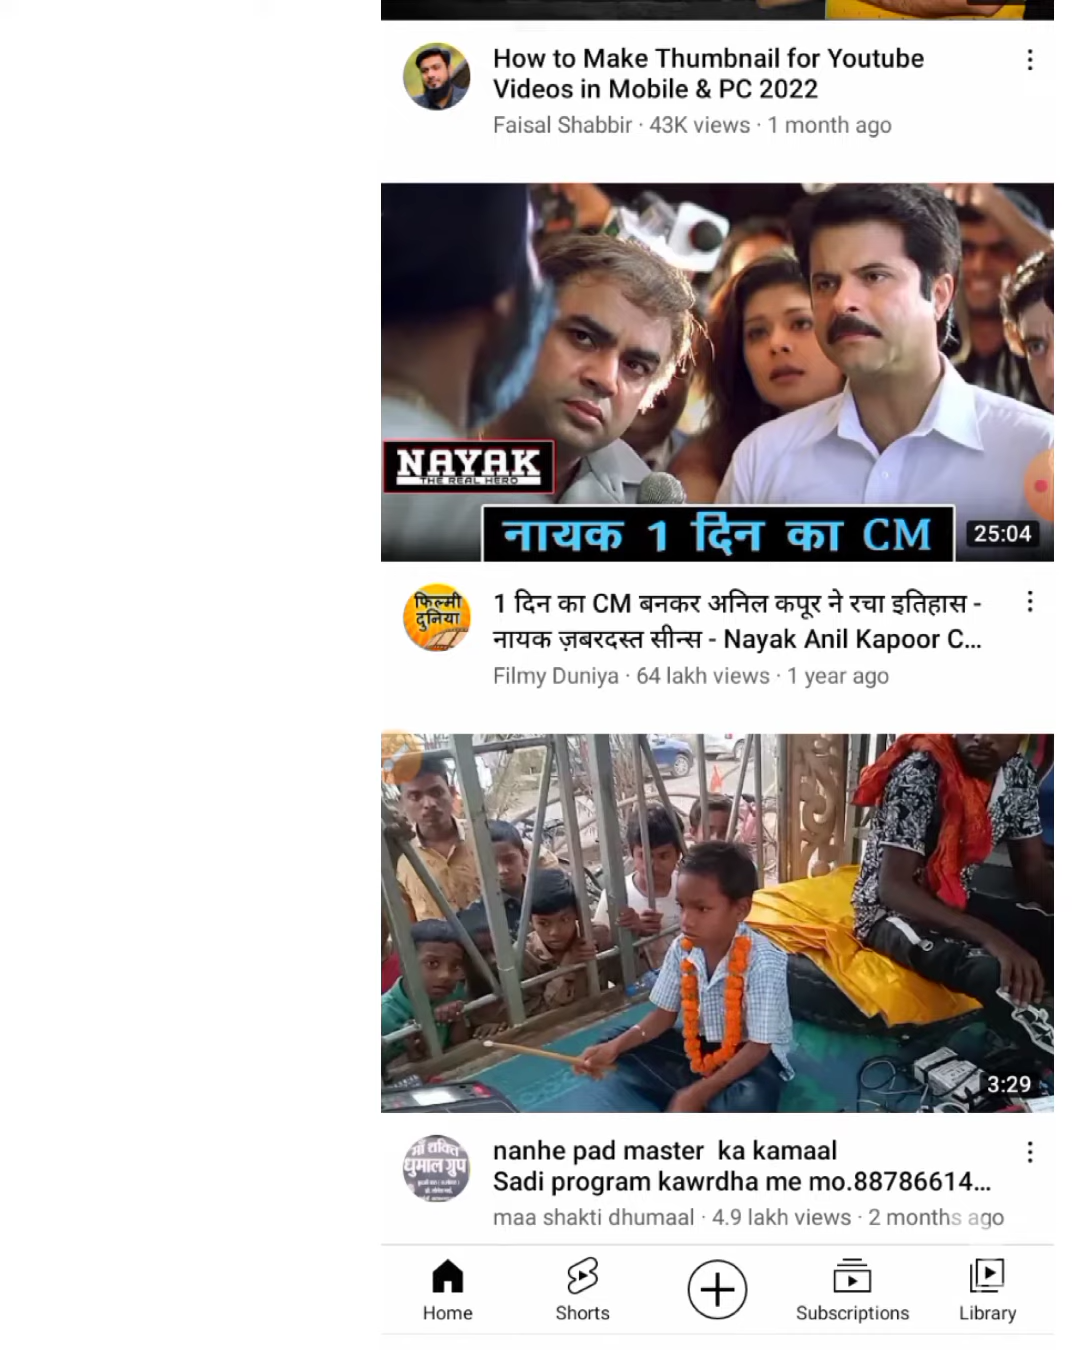 How to Make Thumbnail for Youtube
Videos in Mobile & PC 2022
Faisal Shabbir · 43K views · 1 month ago
NAYAK
THE REAL HERO
नायक 1 दिन का CM
25:04
फिल्मी
दुनिया
1 दिन का CM बनकर अनिल कपूर ने रचा इतिहास -
नायक ज़बरदस्त सीन्स - Nayak Anil Kapoor C...
Filmy Duniya · 64 lakh views · 1 year ago
3:29
माँ शक्ति
धुमाल ग्रुप
nanhe pad master ka kamaal
Sadi program kawrdha me mo.88786614...
maa shakti dhumaal · 4.9 lakh views · 2 months ago
Home
Shorts
Subscriptions
Library